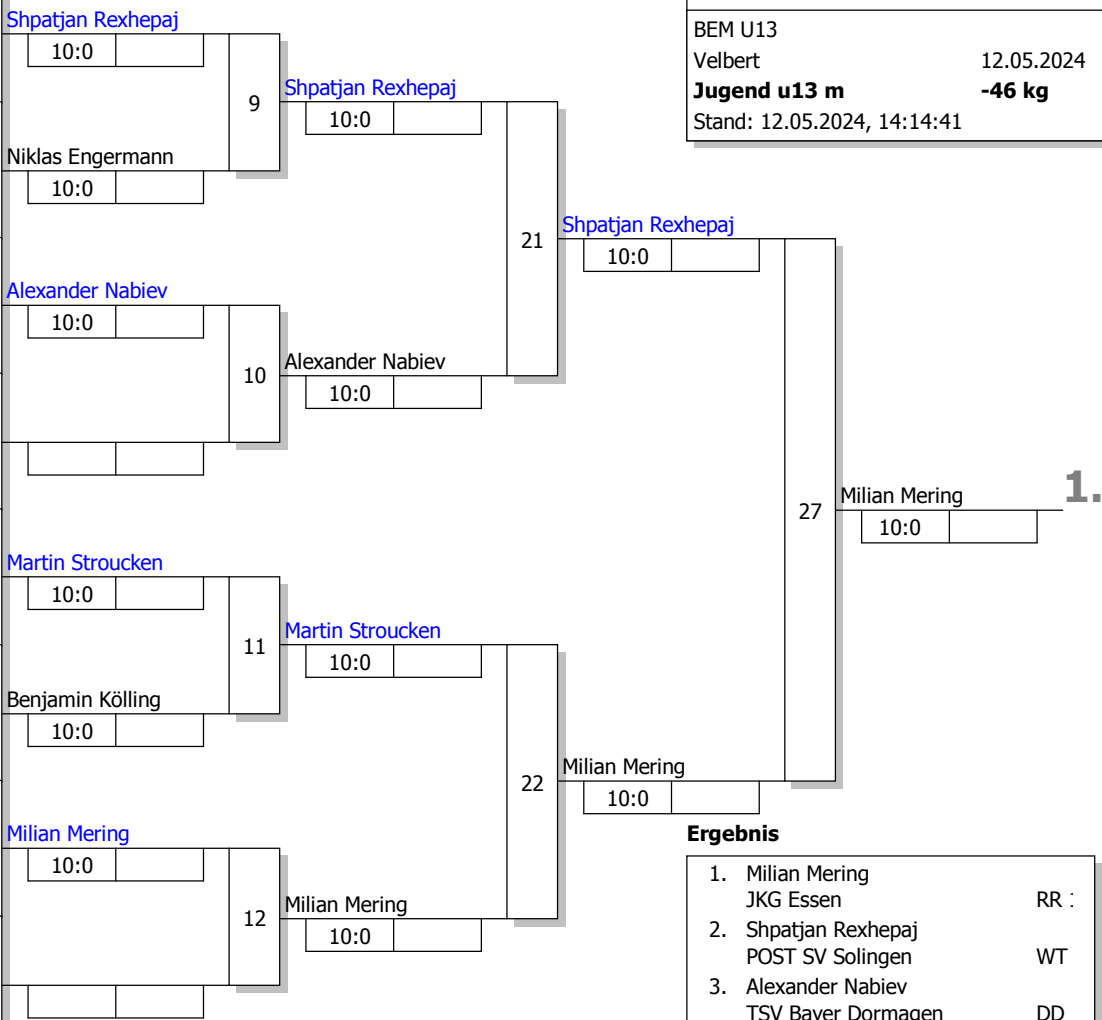 BEM U13
Velbert 12.05.2024
Jugend u13 m -46 kg
Stand: 12.05.2024, 14:14:41
Shpatjan Rexhepaj
10:0
9
Niklas Engermann
10:0
Shpatjan Rexhepaj
10:0
21
Alexander Nabiev
10:0
10
Alexander Nabiev
10:0
Shpatjan Rexhepaj
10:0
27
Milian Mering 1.
10:0
Martin Stroucken
10:0
11
Benjamin Kölling
10:0
Martin Stroucken
10:0
22
Milian Mering
10:0
12
Milian Mering
10:0
Milian Mering
10:0
Ergebnis
1. Milian Mering
JKG Essen RR
2. Shpatjan Rexhepaj
POST SV Solingen WT
3. Alexander Nabiev
TSV Bayer Dormagen DD